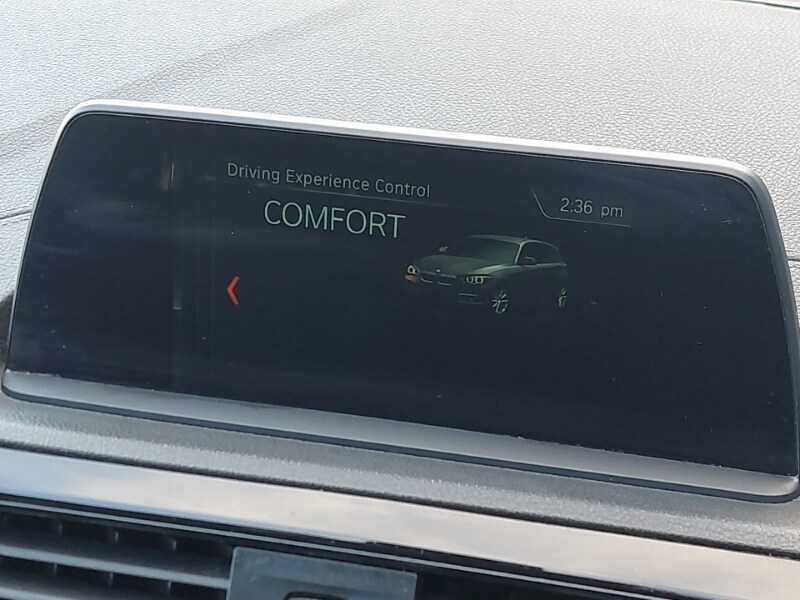 Driving Experience Control
2:36 pm
COMFORT